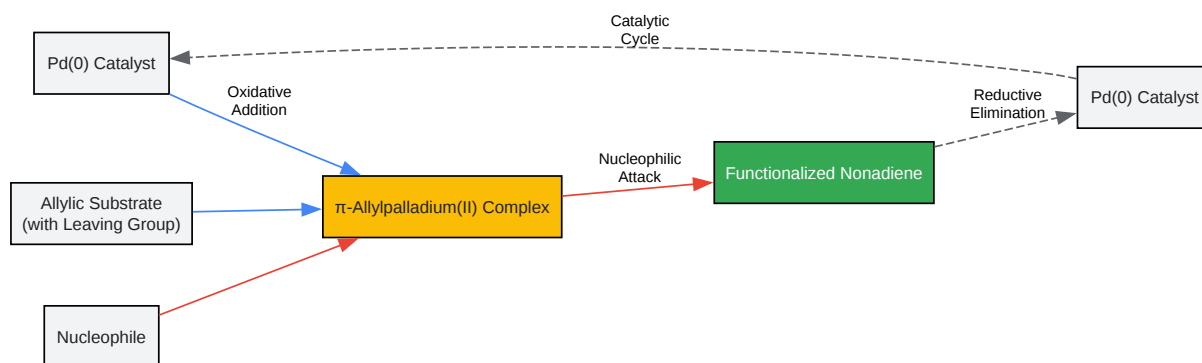 Catalytic
Cycle
Pd(0) Catalyst
Pd(0) Catalyst
Oxidative
Addition
Reductive
Elimination
Nucleophilic
Attack
Functionalized Nonadiene
Allylic Substrate
(with Leaving Group)
π-Allylpalladium(II) Complex
Nucleophile